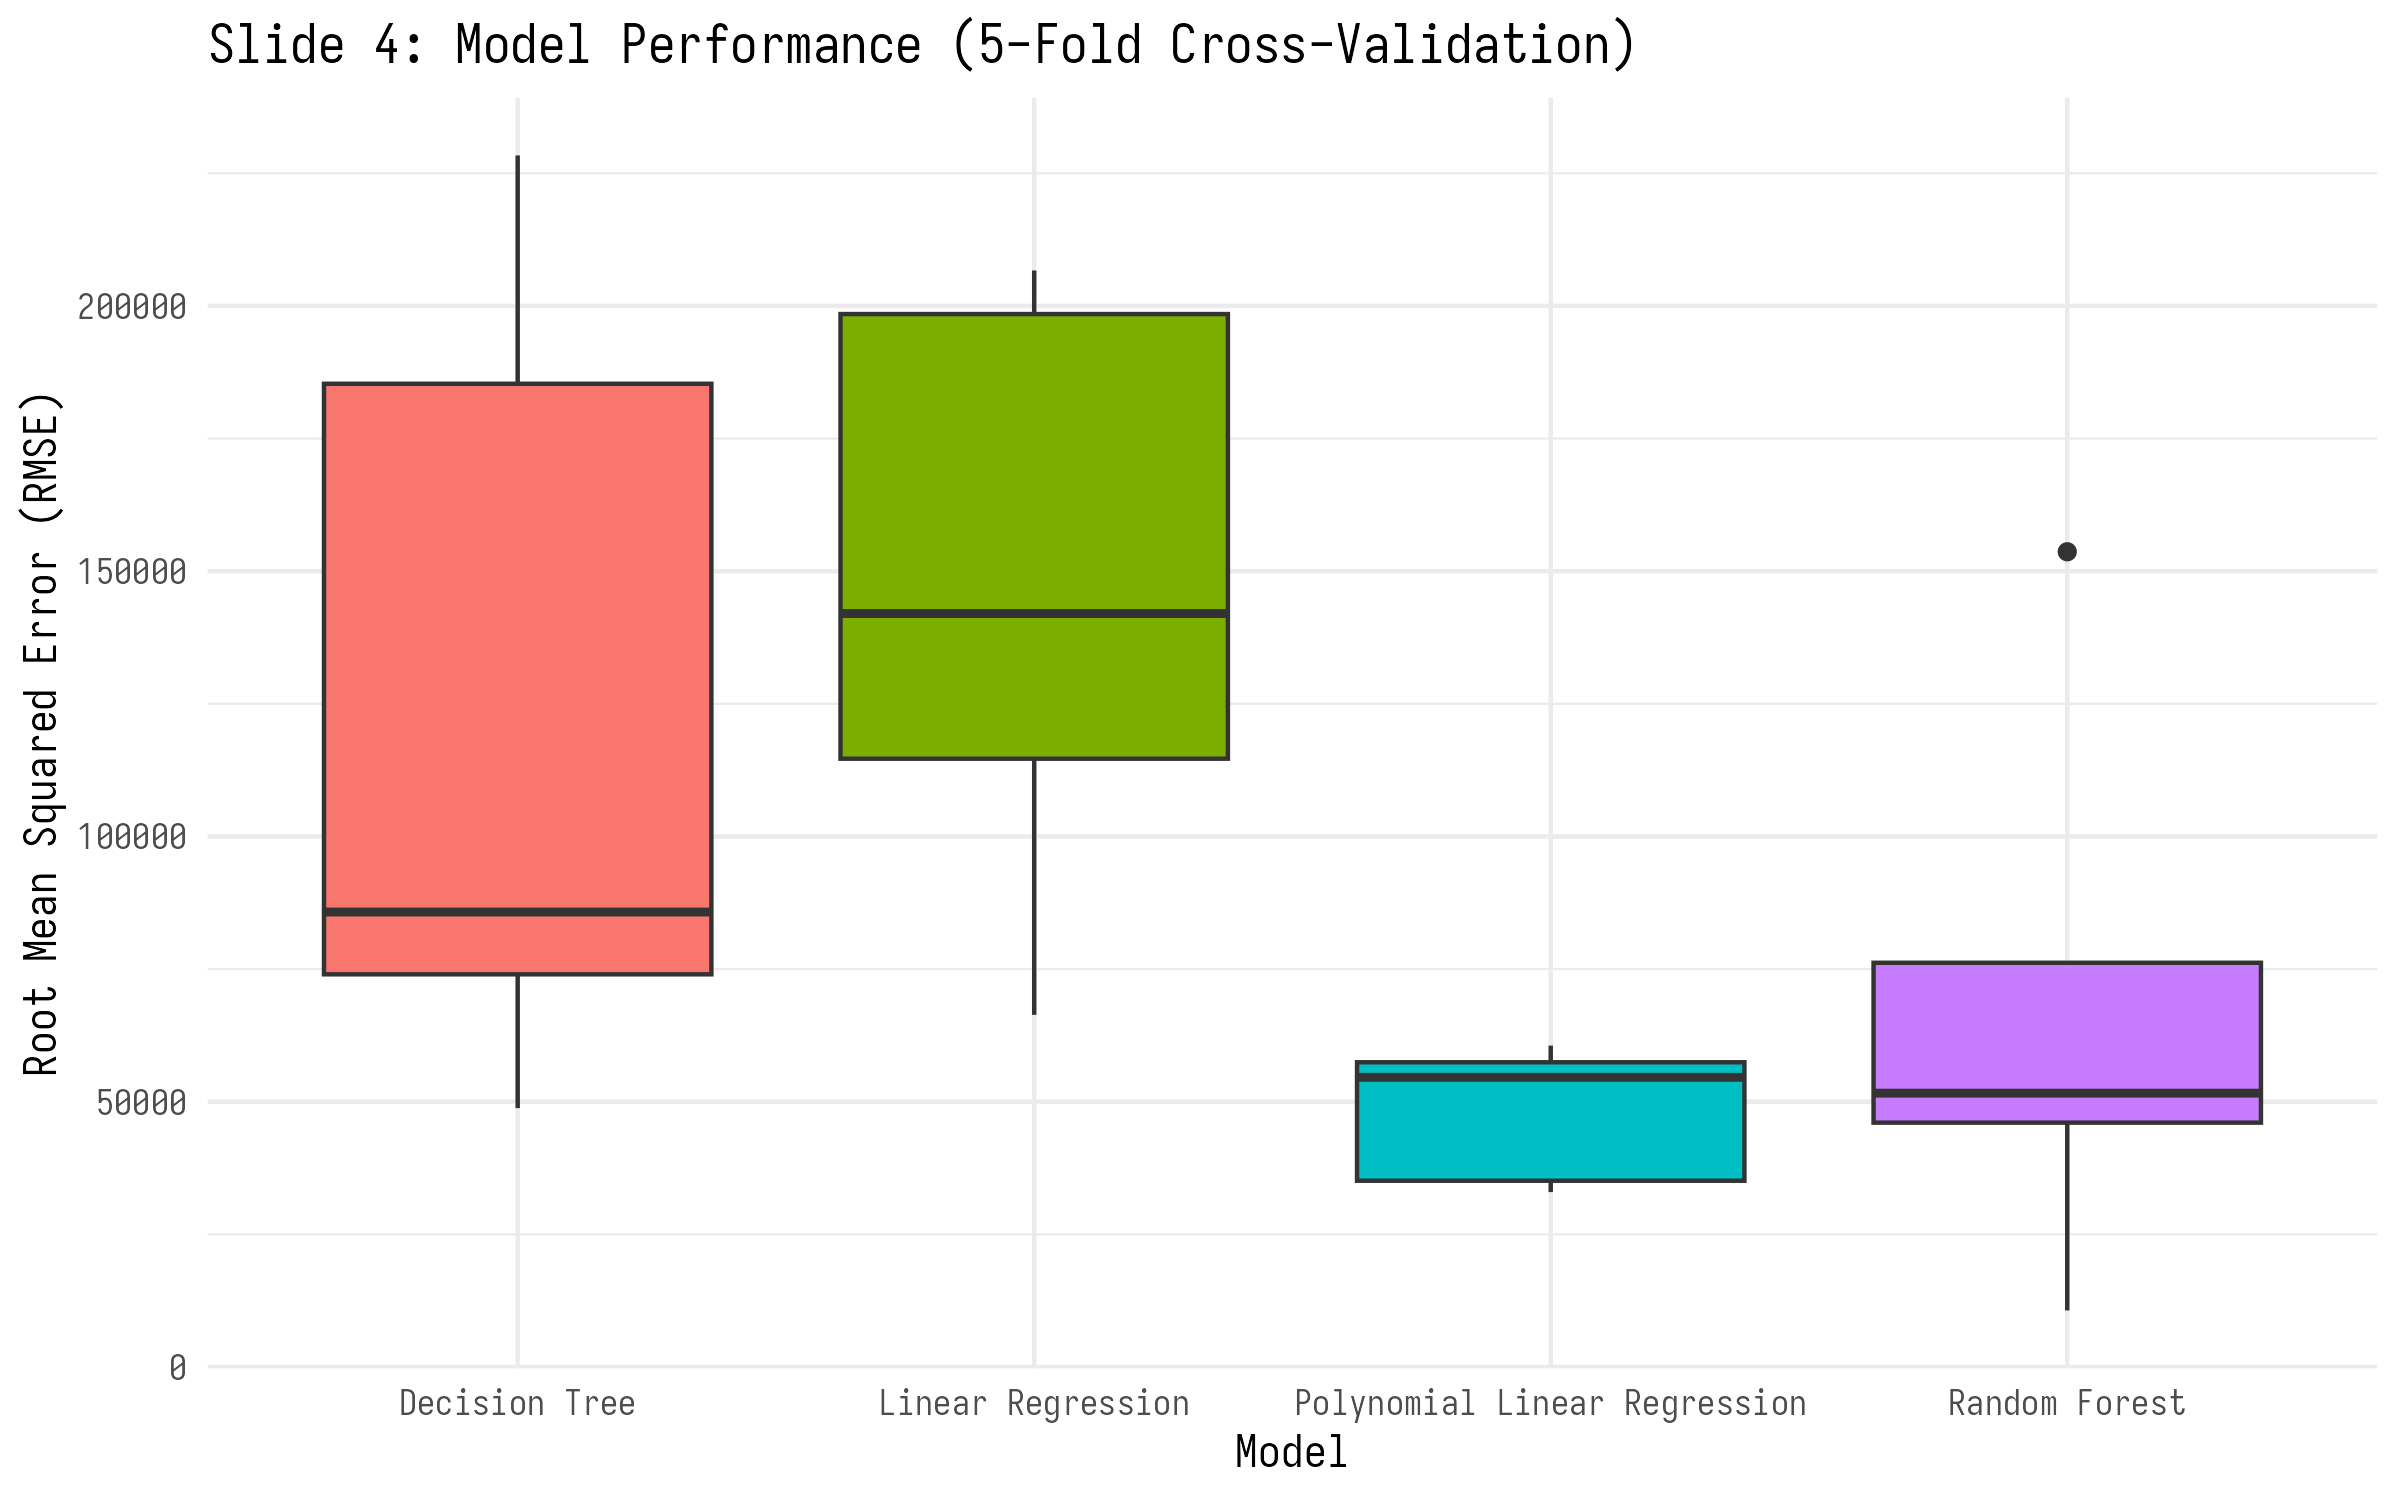 Slide 4: Model Performance (5-Fold Cross-Validation)
Root Mean Squared Error (RMSE)
200000
150000
100000
50000
0
Decision Tree
Linear Regression
Polynomial Linear Regression
Random Forest
Model